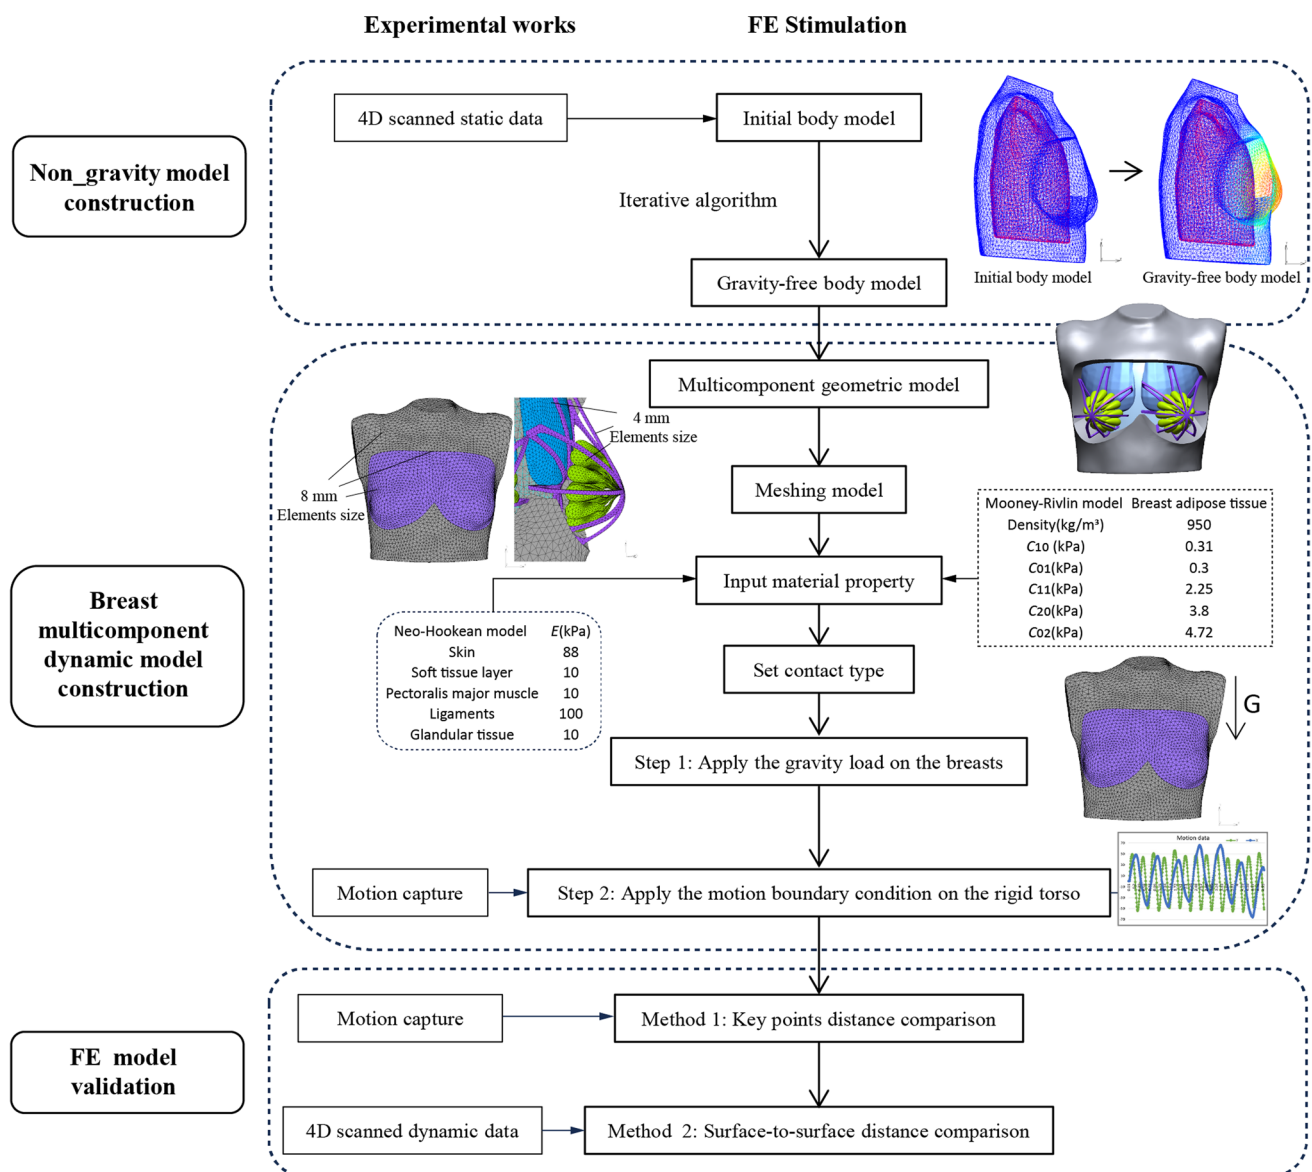 Experimental works
FE Stimulation
Non_gravity model
construction
4D scanned static data
Initial body model
Iterative algorithm
Gravity-free body model
Initial body model
Gravity-free body model
Breast
multicomponent
dynamic model
construction
Multicomponent geometric model
4 mm
Elements size
8 mm
Elements size
Meshing model
Input material property
Mooney-Rivlin model Breast adipose tissue
Density(kg/m³) 950
C10 (kPa) 0.31
C01(kPa) 0.3
C11(kPa) 2.25
C20(kPa) 3.8
C02(kPa) 4.72
Neo-Hookean model E(kPa)
Skin 88
Soft tissue layer 10
Pectoralis major muscle 10
Ligaments 100
Glandular tissue 10
Set contact type
G
Step 1: Apply the gravity load on the breasts
Motion capture
Step 2: Apply the motion boundary condition on the rigid torso
Motion data
FE model
validation
Motion capture
Method 1: Key points distance comparison
4D scanned dynamic data
Method 2: Surface-to-surface distance comparison